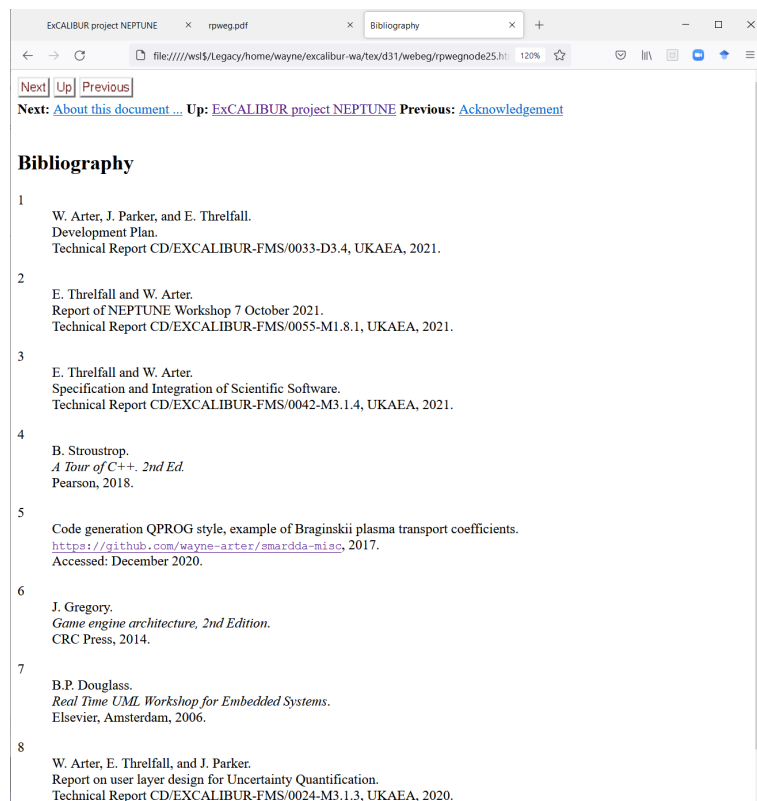 ExCALIBUR project NEPTUNE × rpweg.pdf × Bibliography × +
file://///wsl$/Legacy/home/wayne/excalibur-wa/tex/d31/webeg/rpwegnode25.ht 120%
Next Up Previous
Next: About this document ... Up: ExCALIBUR project NEPTUNE Previous: Acknowledgement
Bibliography
1
W. Arter, J. Parker, and E. Threlfall.
Development Plan.
Technical Report CD/EXCALIBUR-FMS/0033-D3.4, UKAEA, 2021.
2
E. Threlfall and W. Arter.
Report of NEPTUNE Workshop 7 October 2021.
Technical Report CD/EXCALIBUR-FMS/0055-M1.8.1, UKAEA, 2021.
3
E. Threlfall and W. Arter.
Specification and Integration of Scientific Software.
Technical Report CD/EXCALIBUR-FMS/0042-M3.1.4, UKAEA, 2021.
4
B. Stroustrop.
A Tour of C++. 2nd Ed.
Pearson, 2018.
5
Code generation QPROG style, example of Braginskii plasma transport coefficients.
https://github.com/wayne-arter/smardda-misc, 2017.
Accessed: December 2020.
6
J. Gregory.
Game engine architecture, 2nd Edition.
CRC Press, 2014.
7
B.P. Douglass.
Real Time UML Workshop for Embedded Systems.
Elsevier, Amsterdam, 2006.
8
W. Arter, E. Threlfall, and J. Parker.
Report on user layer design for Uncertainty Quantification.
Technical Report CD/EXCALIBUR-FMS/0024-M3.1.3, UKAEA, 2020.